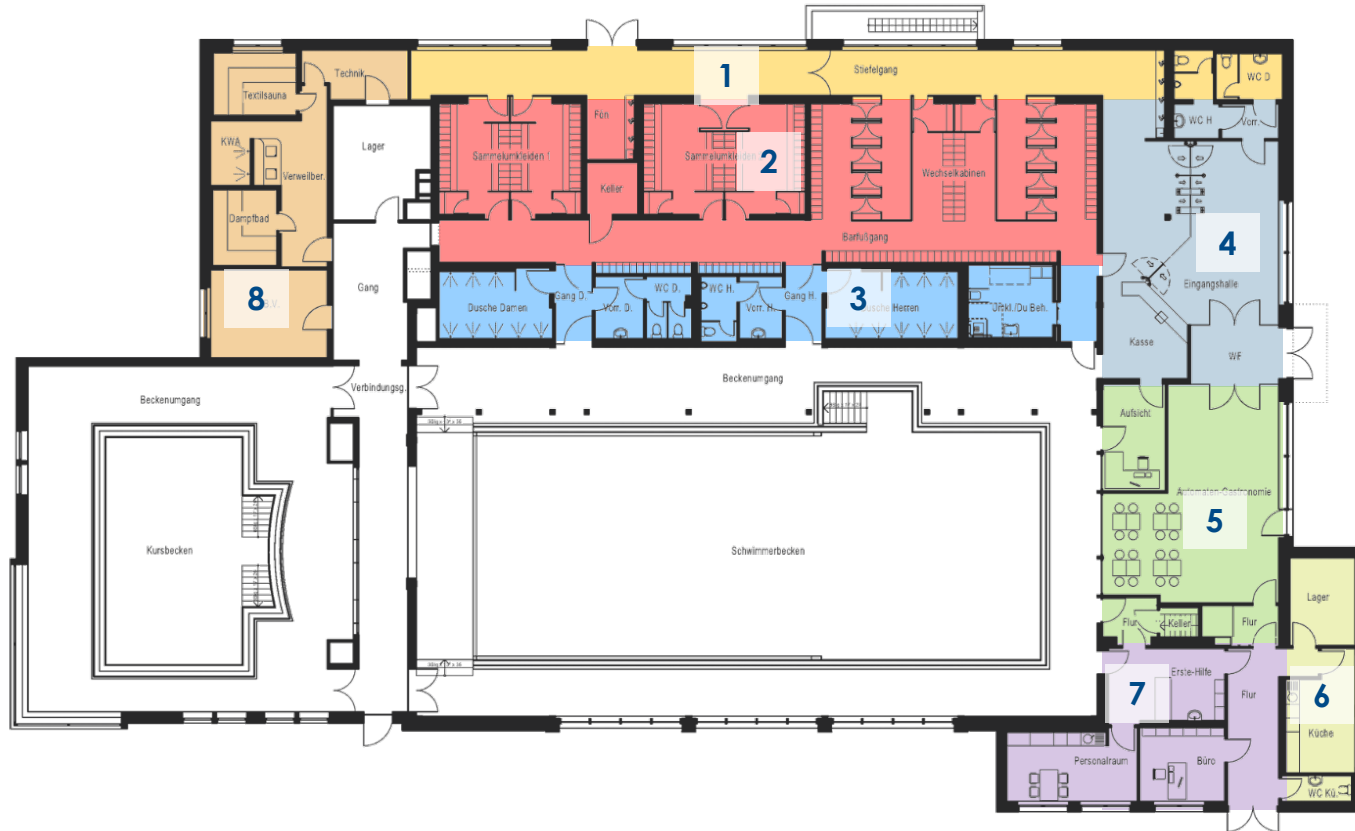 1
Stiefelgang
Technik
Textilsauna
WC D
Fön
WC H
Vorr.
KWA
Lager
Sammelumkleiden 1
Sammelumkleiden
2
Wechselkabinen
Verweilber.
Keller
Dampfbad
Barfußgang
4
Eingangshalle
Gang
8
Dusche Damen
Gang D.
WC D.
Vorr. D.
WC H.
Vorr. H.
Gang H.
3
Dusche Herren
Kasse
WF
Verbindungsg.
Beckenumgang
Beckenumgang
Aufsicht
Automaten-Gastronomie
5
Kursbecken
Schwimmerbecken
Lager
Flur
Keller
Flur
7
Erste-Hilfe
Flur
6
Küche
Personalraum
Büro
WC Kü.